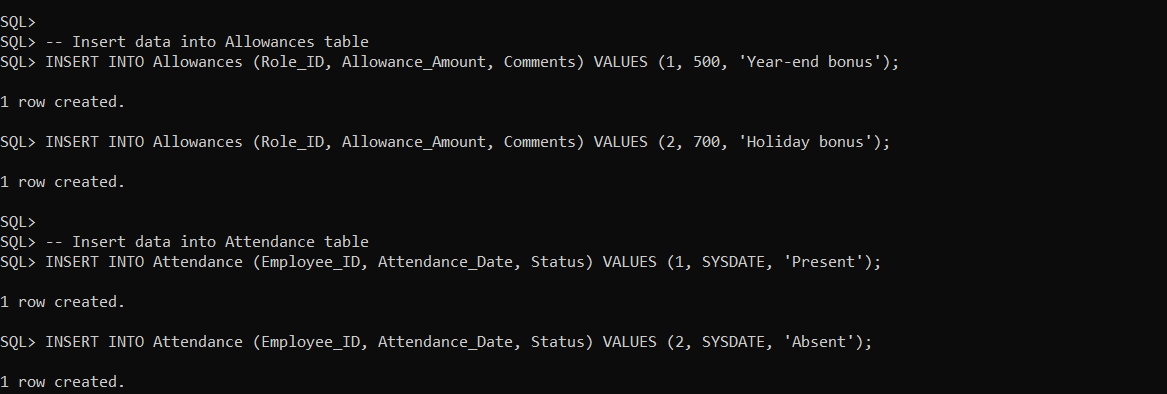 SQL>
SQL> -- Insert data into Allowances table
SQL> INSERT INTO Allowances (Role_ID, Allowance_Amount, Comments) VALUES (1, 500, 'Year-end bonus');
1 row created.
SQL> INSERT INTO Allowances (Role_ID, Allowance_Amount, Comments) VALUES (2, 700, 'Holiday bonus');
1 row created.
SQL>
SQL> -- Insert data into Attendance table
SQL> INSERT INTO Attendance (Employee_ID, Attendance_Date, Status) VALUES (1, SYSDATE, 'Present');
1 row created.
SQL> INSERT INTO Attendance (Employee_ID, Attendance_Date, Status) VALUES (2, SYSDATE, 'Absent');
1 row created.